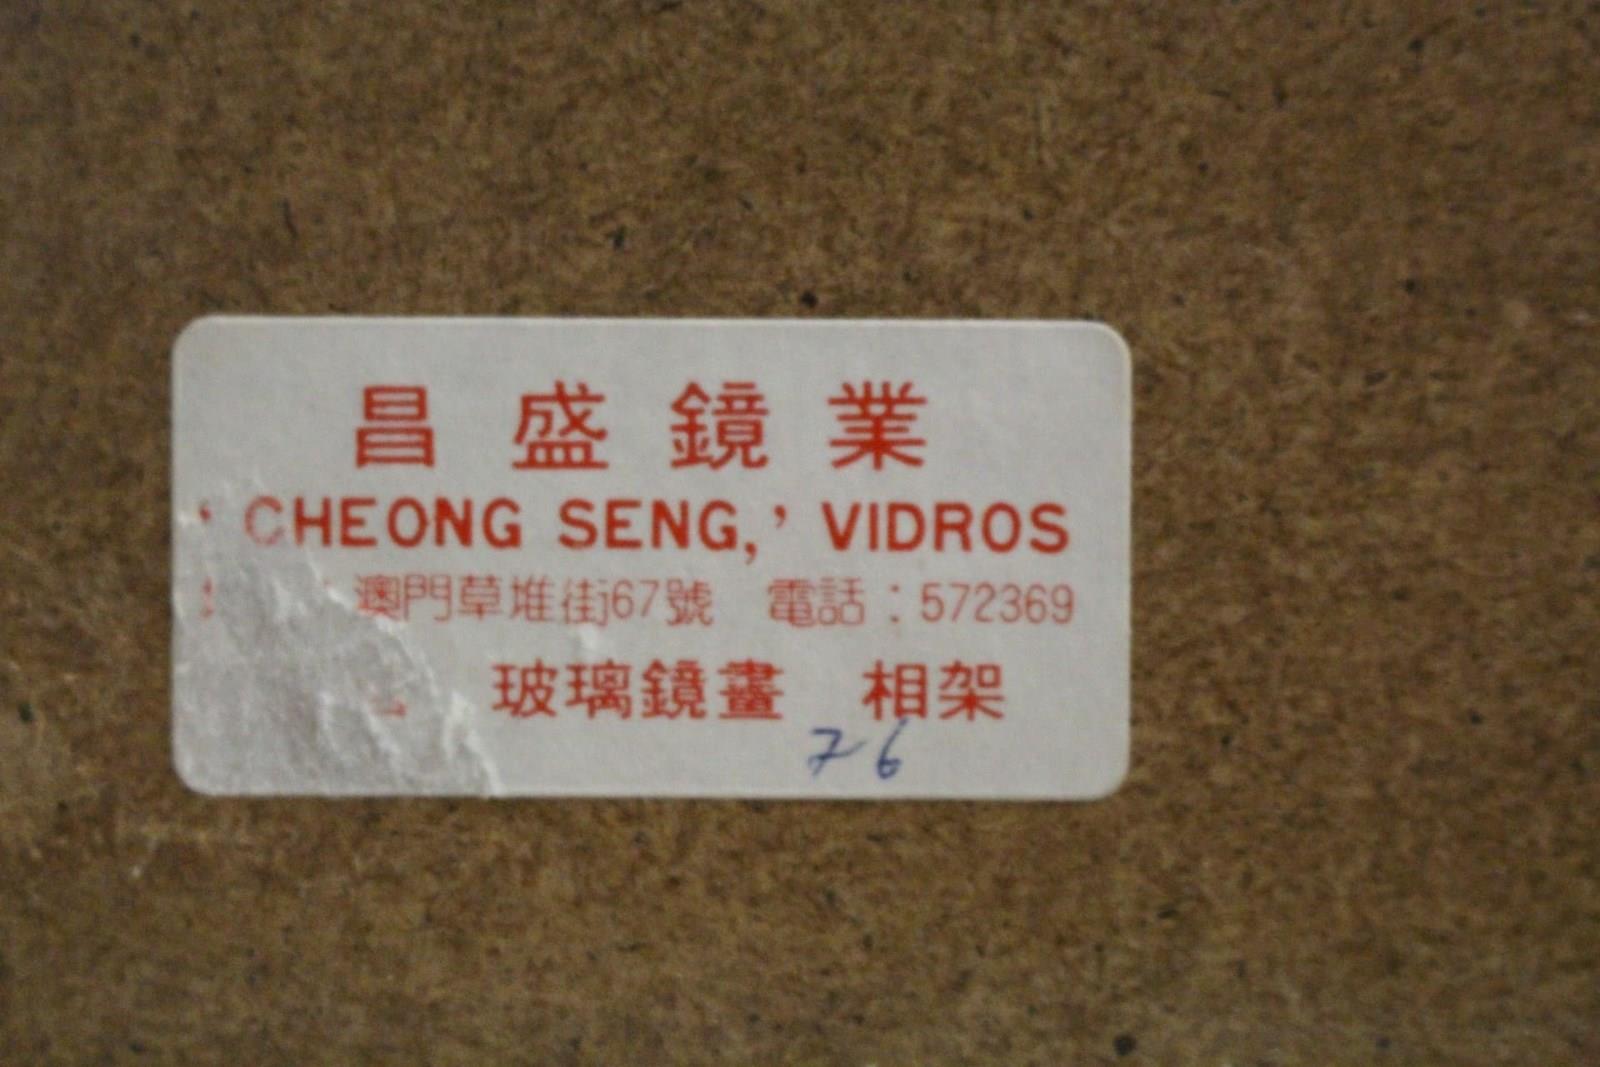 昌盛鏡業
'CHEONG SENG,' VIDROS
澳門草堆街67號 電話：572369
玻璃鏡畫 相架
76